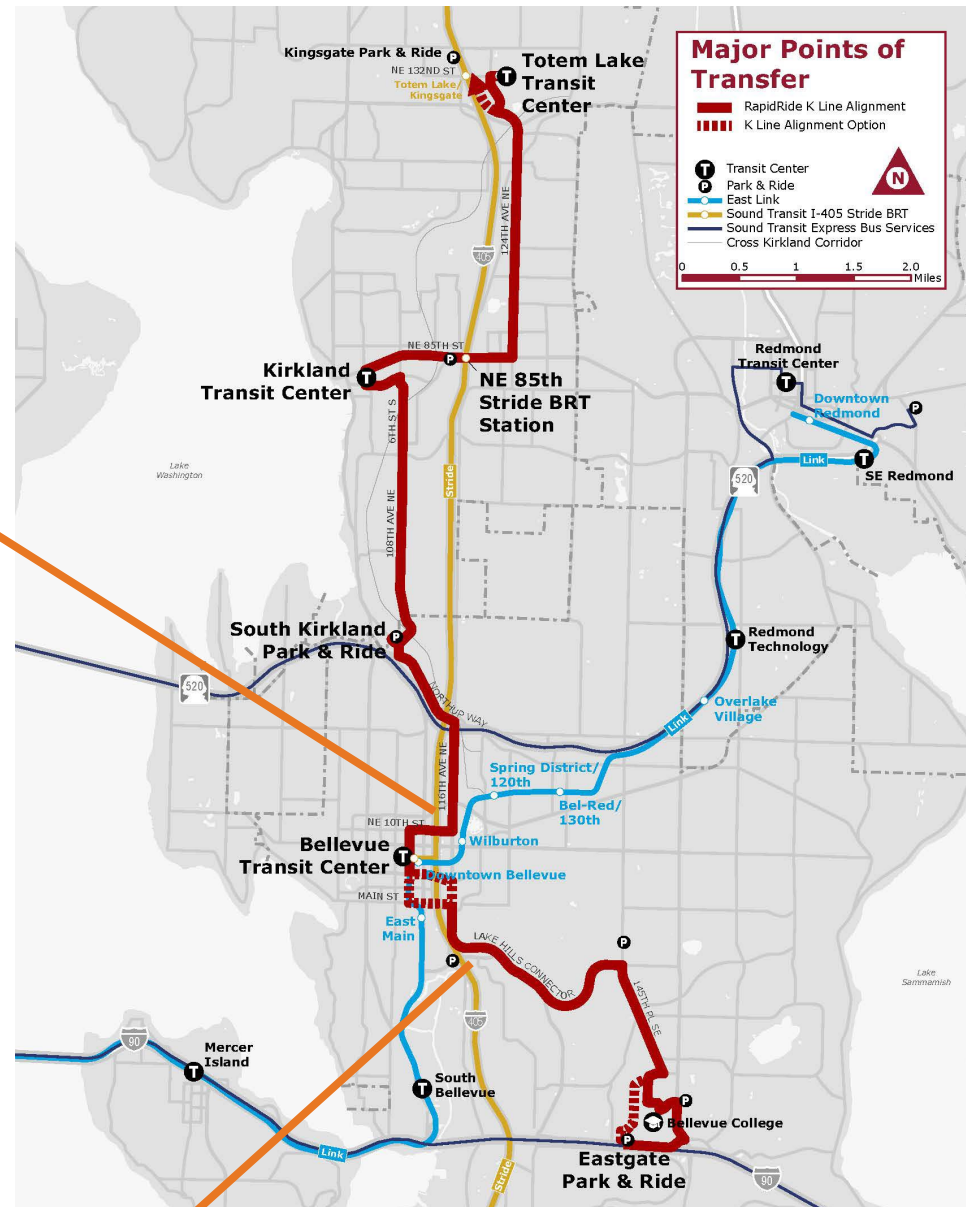 Kingsgate Park & Ride
P
NE 132ND ST
Totem Lake/
Kingsgate
T
Totem Lake
Transit
Center
Major Points of
Transfer
RapidRide K Line Alignment
K Line Alignment Option
T
Transit Center
P
Park & Ride
East Link
Sound Transit I-405 Stride BRT
Sound Transit Express Bus Services
Cross Kirkland Corridor
N
0 0.5 1 1.5 2.0
Miles
124TH AVE NE
405
NE 85TH ST
P
Kirkland
Transit Center
T
NE 85th
Stride BRT
Station
6TH ST S
Redmond
Transit Center
T
Downtown
Redmond
P
Link
T
SE Redmond
520
Lake
Washington
Stride
108TH AVE NE
South Kirkland
Park & Ride
P
T
Redmond
Technology
520
NORTHUP WAY
Overlake
Village
Link
116TH AVE NE
Spring District/
120th
Bel-Red/
130th
NE 10TH ST
Wilburton
Bellevue
Transit Center
T
Downtown Bellevue
MAIN ST
East
Main
P
LAKE HILLS CONNECTOR
P
145TH PL SE
Lake
Sammamish
405
90
Mercer
Island
T
South
Bellevue
T
P
Bellevue College
P
Eastgate
Park & Ride
Link
Stride
90